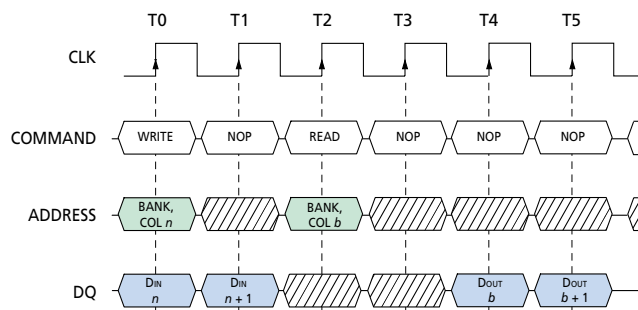 T0 T1 T2 T3 T4 T5
CLK
COMMAND WRITE NOP READ NOP NOP NOP
ADDRESS BANK, COL n BANK, COL b
DQ DIN n DIN n + 1 DOUT b DOUT b + 1